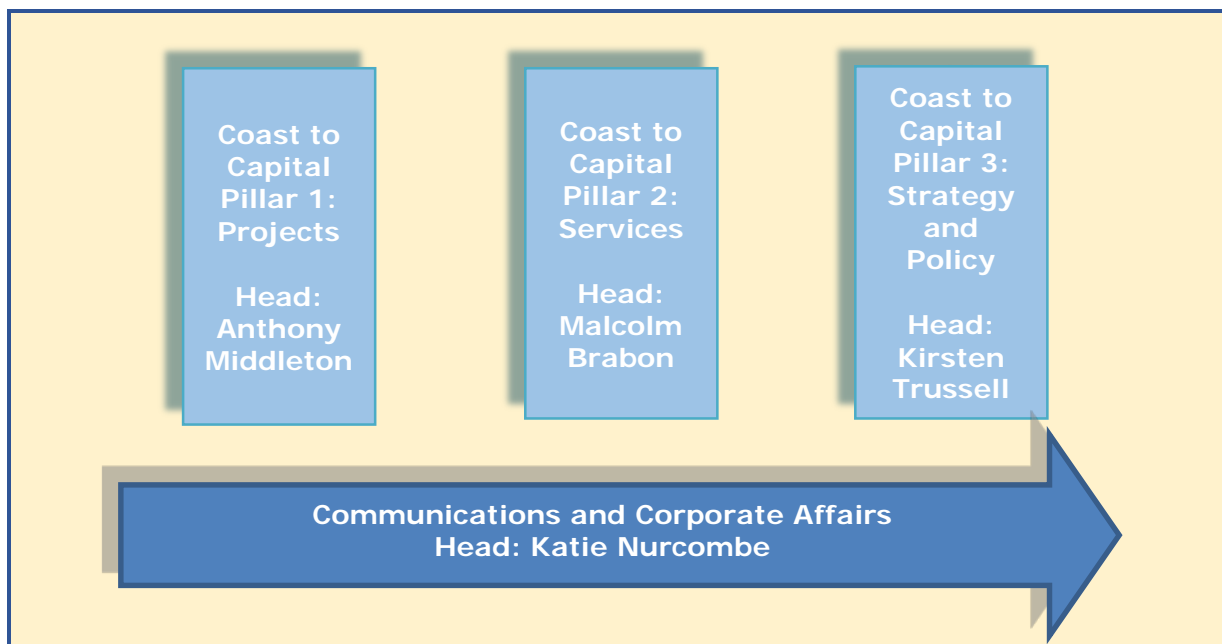 Coast to
Capital
Pillar 1:
Projects
Head:
Anthony
Middleton
Coast to
Capital
Pillar 2:
Services
Head:
Malcolm
Brabon
Coast to
Capital
Pillar 3:
Strategy
and
Policy
Head:
Kirsten
Trussell
Communications and Corporate Affairs
Head: Katie Nurcombe